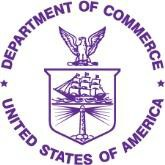 DEPARTMENT OF COMMERCE
UNITED STATES OF AMERICA